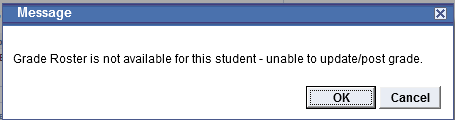 Message
Grade Roster is not available for this student - unable to update/post grade.
OK
Cancel